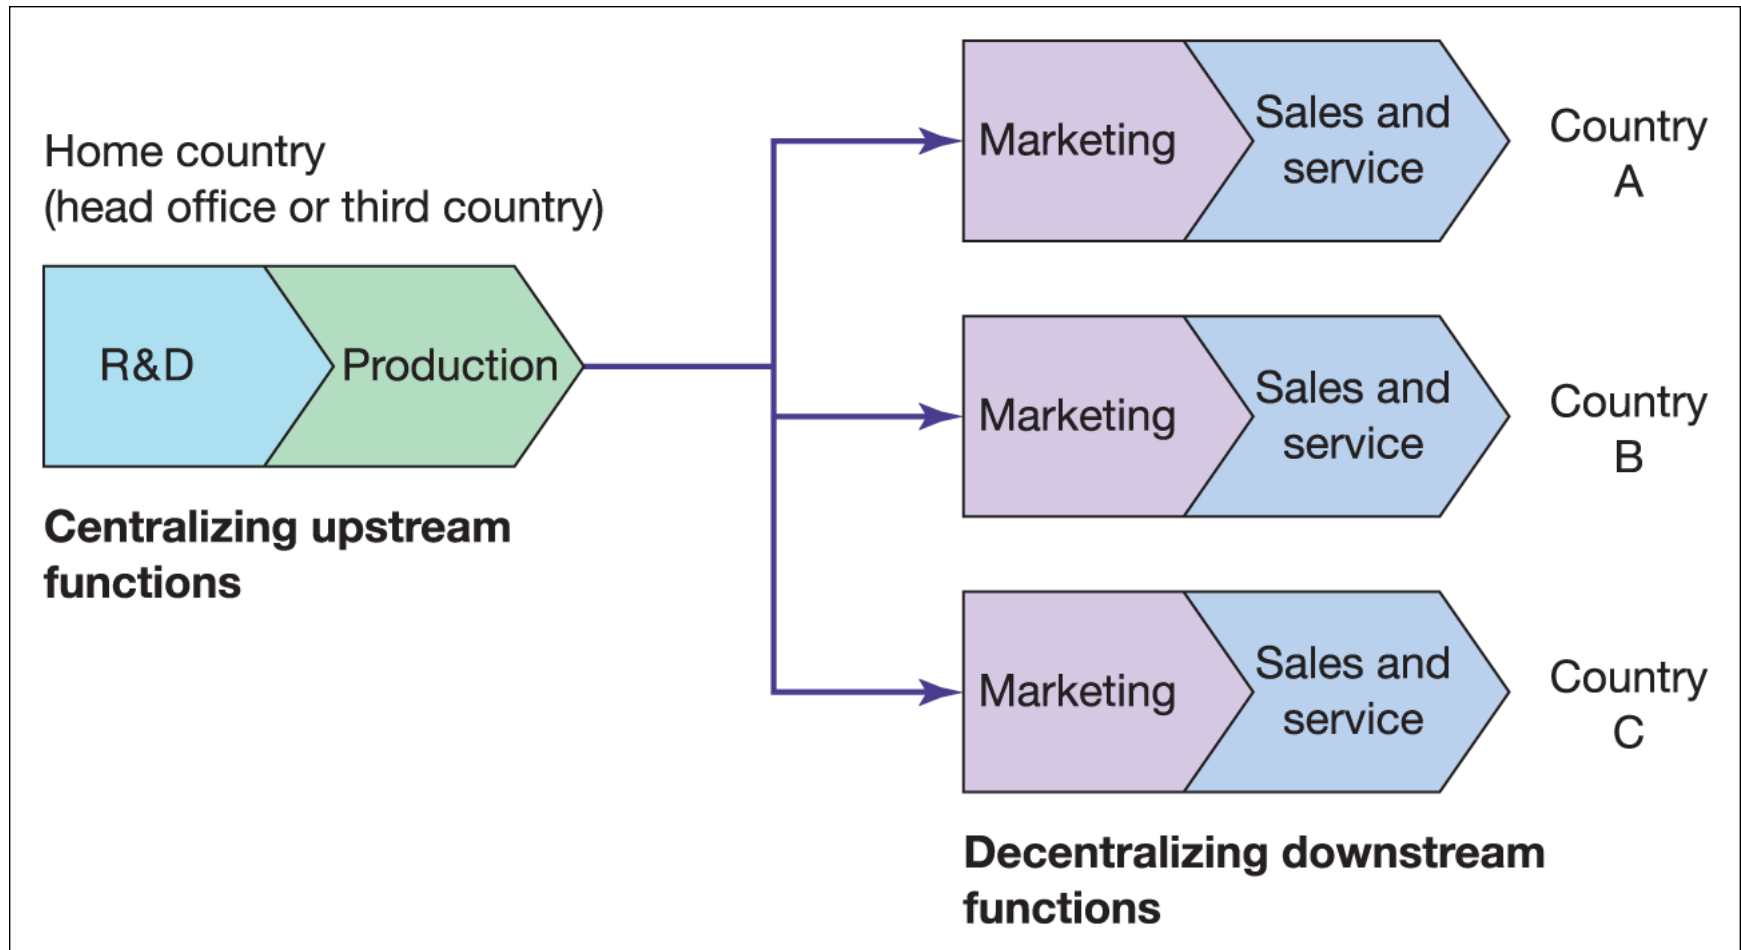 Home country
(head office or third country)
R&D
Production
Centralizing upstream
functions
Marketing
Sales and
service
Country
A
Marketing
Sales and
service
Country
B
Marketing
Sales and
service
Country
C
Decentralizing downstream
functions